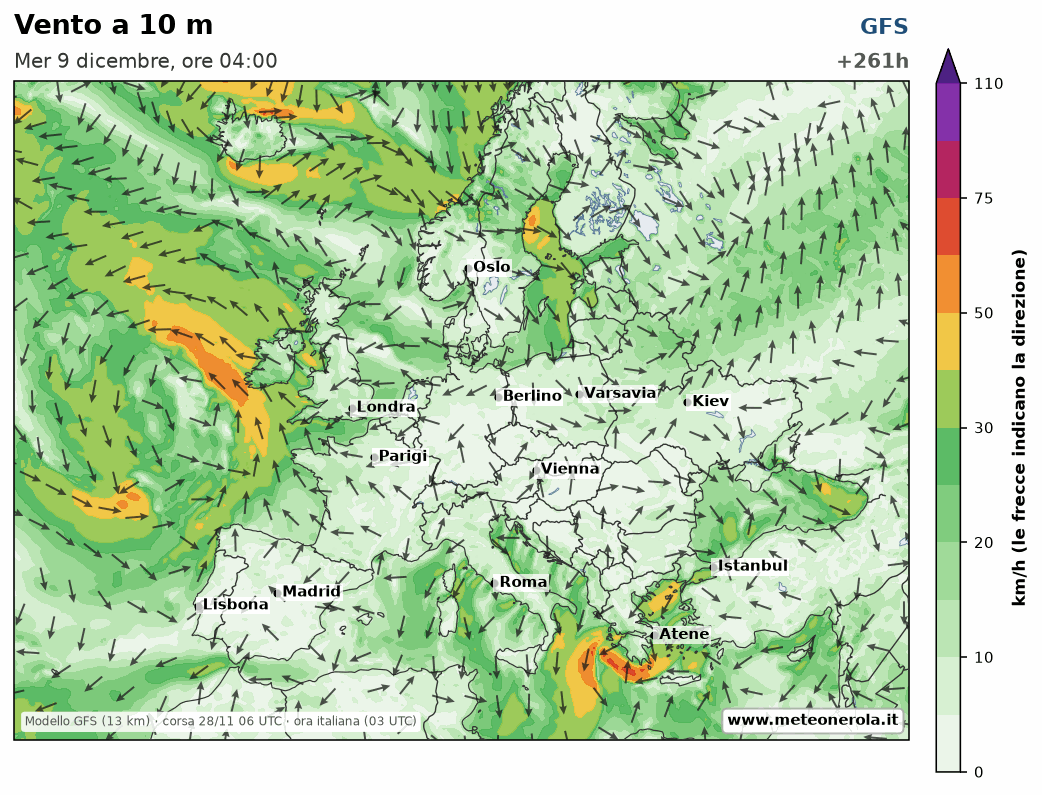 Vento a 10 m
GFS
Mer 9 dicembre, ore 04:00
+261h
110
75
50
30
20
10
0
km/h (le frecce indicano la direzione)
Oslo
Berlino
Varsavia
Londra
Kiev
Parigi
Vienna
Istanbul
Roma
Madrid
Lisbona
Atene
Modello GFS (13 km) · corsa 28/11 06 UTC · ora italiana (03 UTC)
www.meteonerola.it